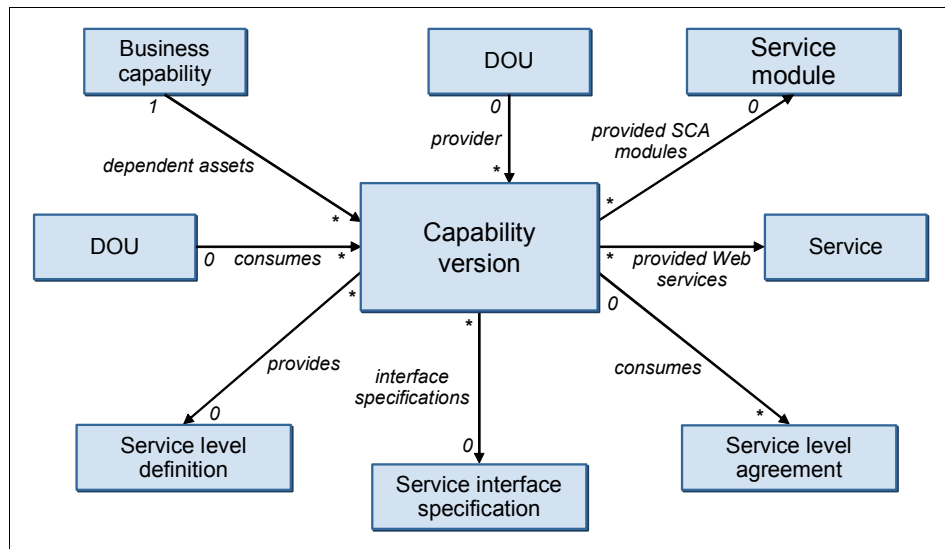 Business
capability
DOU
Service
module
1
0
0
dependent assets
provider
provided SCA
modules
*
*
*
DOU
0
consumes
*
Capability
version
*
provided Web
services
Service
*
*
0
provides
interface
specifications
consumes
0
0
*
Service level
definition
Service interface
specification
Service level
agreement